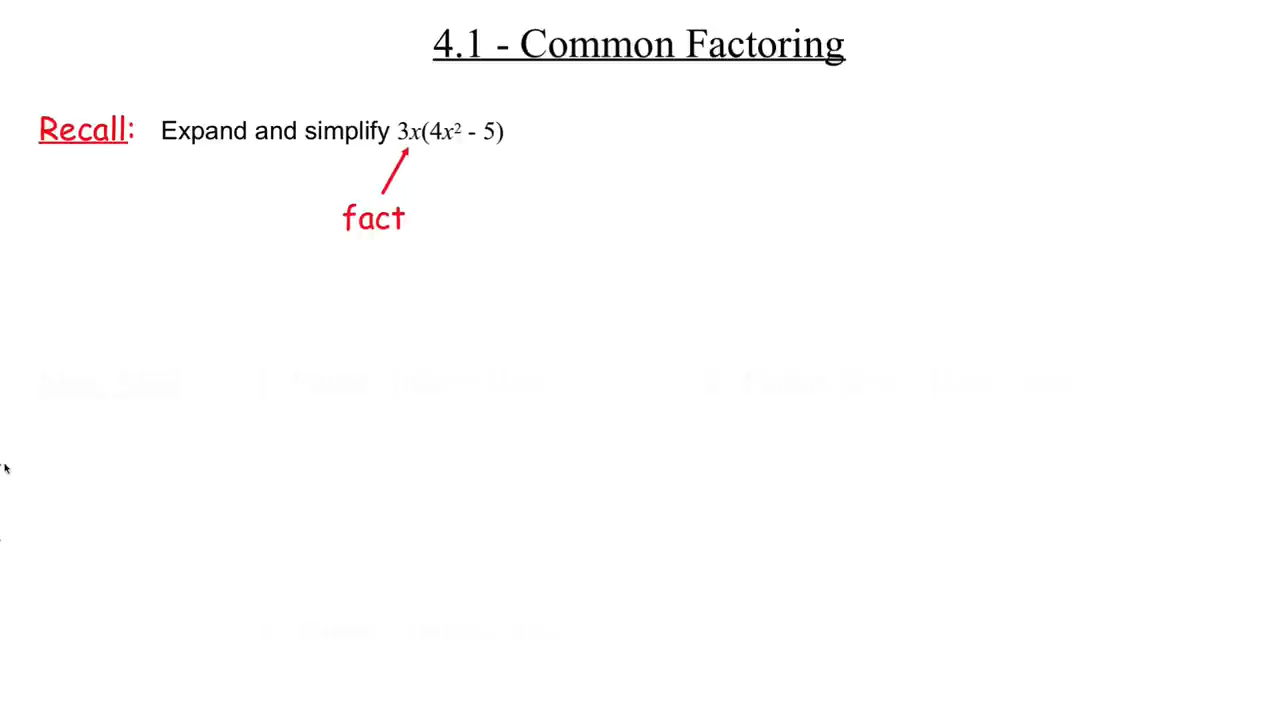 4.1 - Common Factoring
Recall: Expand and simplify 3x(4x² - 5)
fact